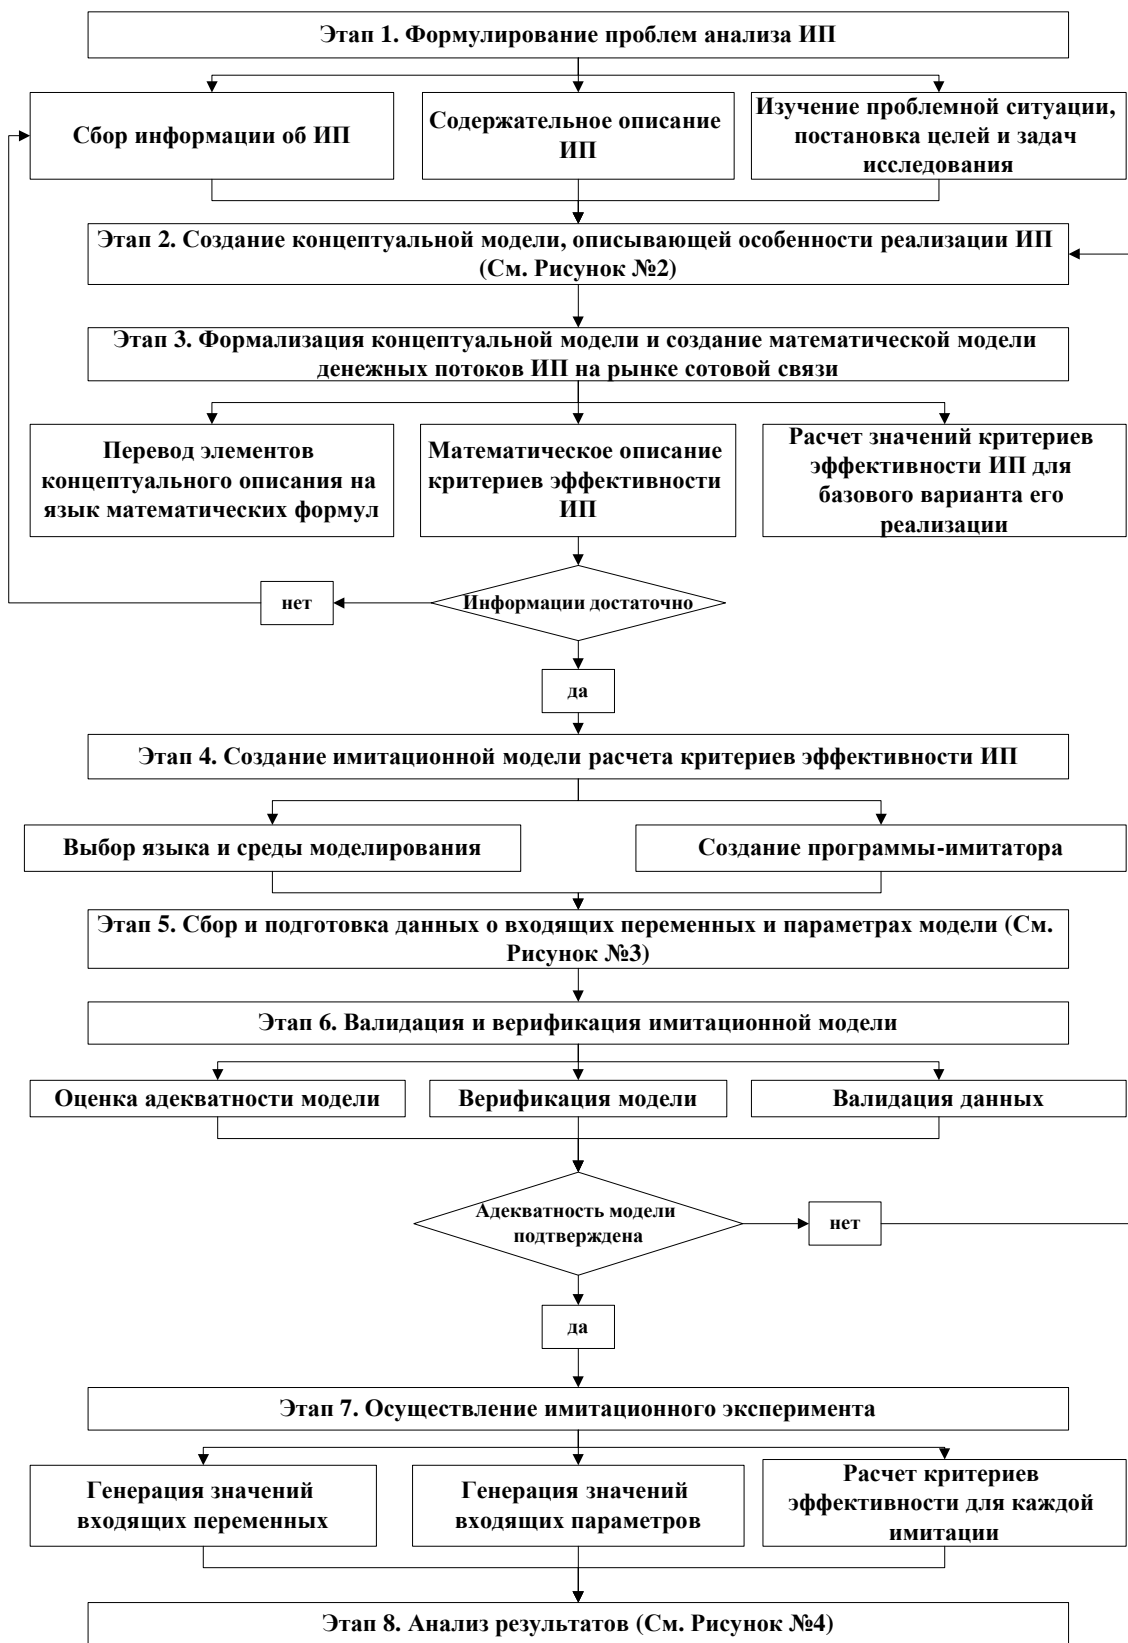 Этап 1. Формулирование проблем анализа ИП
Сбор информации об ИП
Содержательное описание
ИП
Изучение проблемной ситуации,
постановка целей и задач
исследования
Этап 2. Создание концептуальной модели, описывающей особенности реализации ИП
(См. Рисунок №2)
Этап 3. Формализация концептуальной модели и создание математической модели
денежных потоков ИП на рынке сотовой связи
Перевод элементов
концептуального описания на
язык математических формул
Математическое описание
критериев эффективности
ИП
Расчет значений критериев
эффективности ИП для
базового варианта его
реализации
нет
Информации достаточно
да
Этап 4. Создание имитационной модели расчета критериев эффективности ИП
Выбор языка и среды моделирования
Создание программы-имитатора
Этап 5. Сбор и подготовка данных о входящих переменных и параметрах модели (См.
Рисунок №3)
Этап 6. Валидация и верификация имитационной модели
Оценка адекватности модели
Верификация модели
Валидация данных
Адекватность модели
подтверждена
нет
да
Этап 7. Осуществление имитационного эксперимента
Генерация значений
входящих переменных
Генерация значений
входящих параметров
Расчет критериев
эффективности для каждой
имитации
Этап 8. Анализ результатов (См. Рисунок №4)